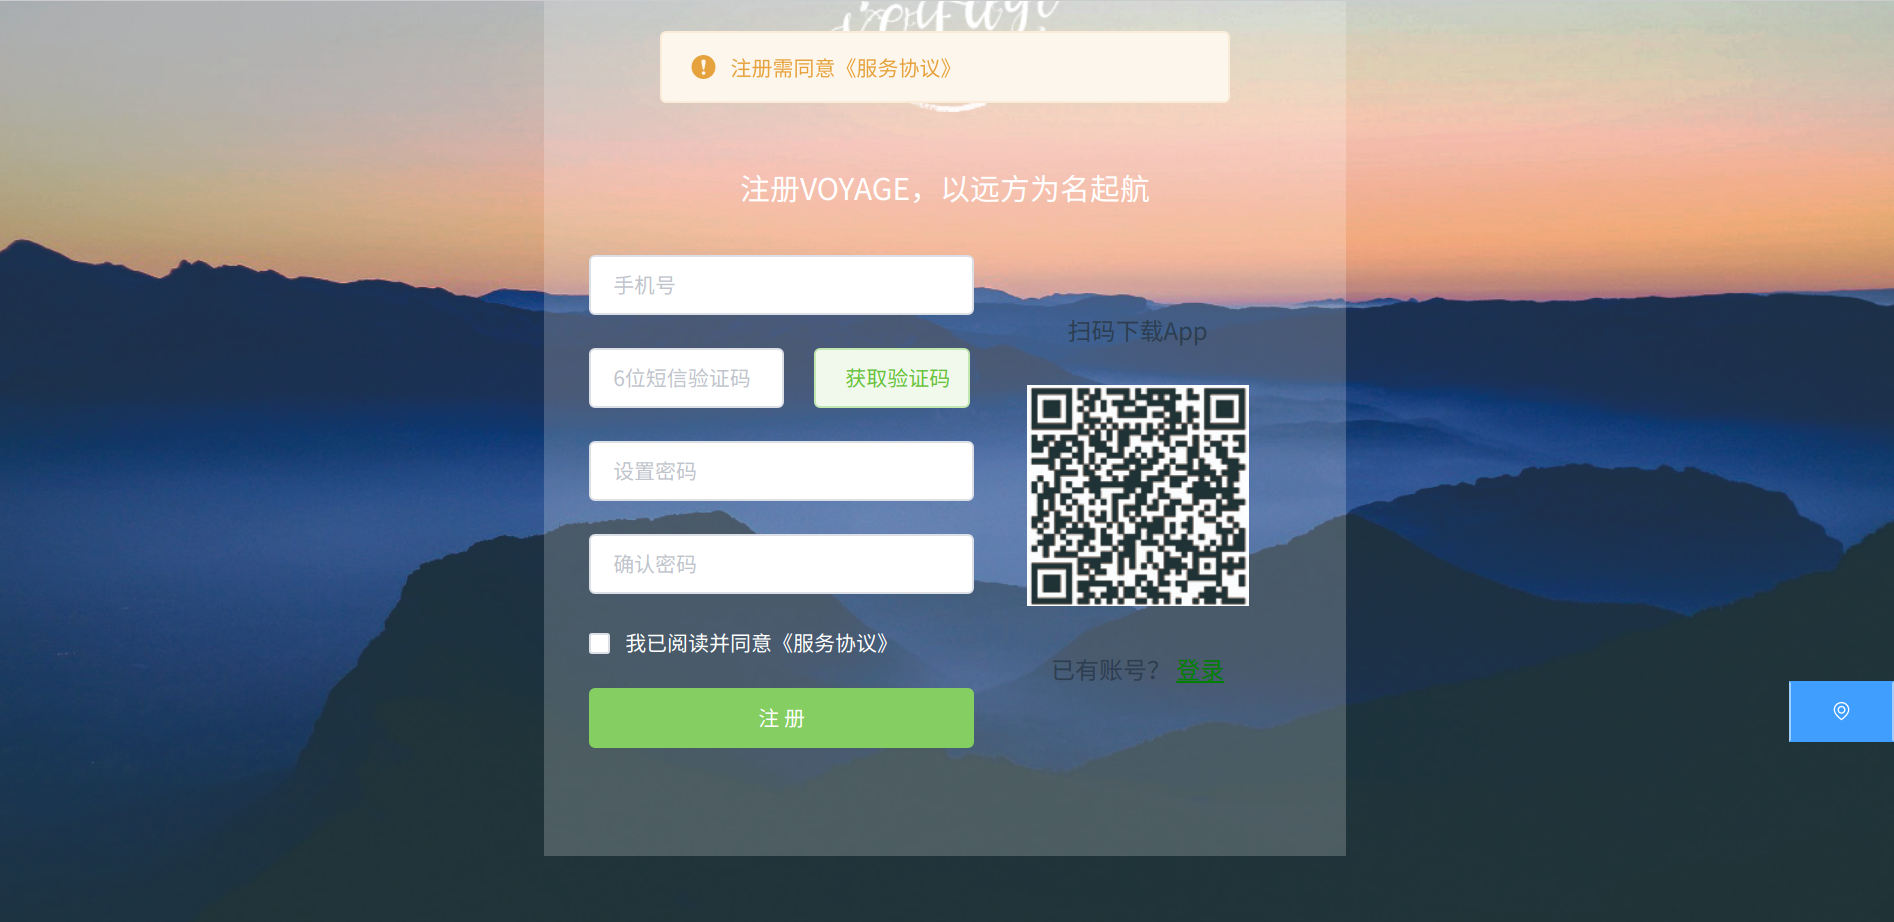 注册需同意《服务协议》
注册VOYAGE，以远方为名起航
手机号
6位短信验证码
获取验证码
设置密码
确认密码
我已阅读并同意《服务协议》
注 册
扫码下载App
已有账号？ 登录